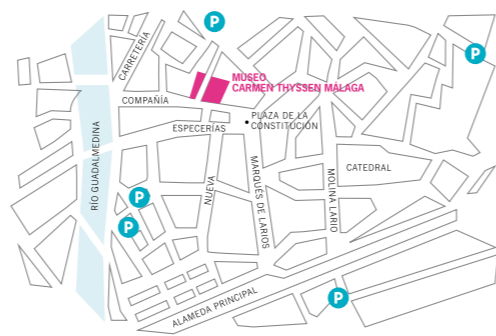 P
P
CARRETERÍA
MUSEO
CARMEN THYSSEN MÁLAGA
COMPAÑÍA
PLAZA DE LA
CONSTITUCIÓN
ESPECERÍAS
RÍO GUADALMEDINA
CATEDRAL
NUEVA
MARQUÉS DE LARIOS
MOLINA LARIO
P
P
ALAMEDA PRINCIPAL
P